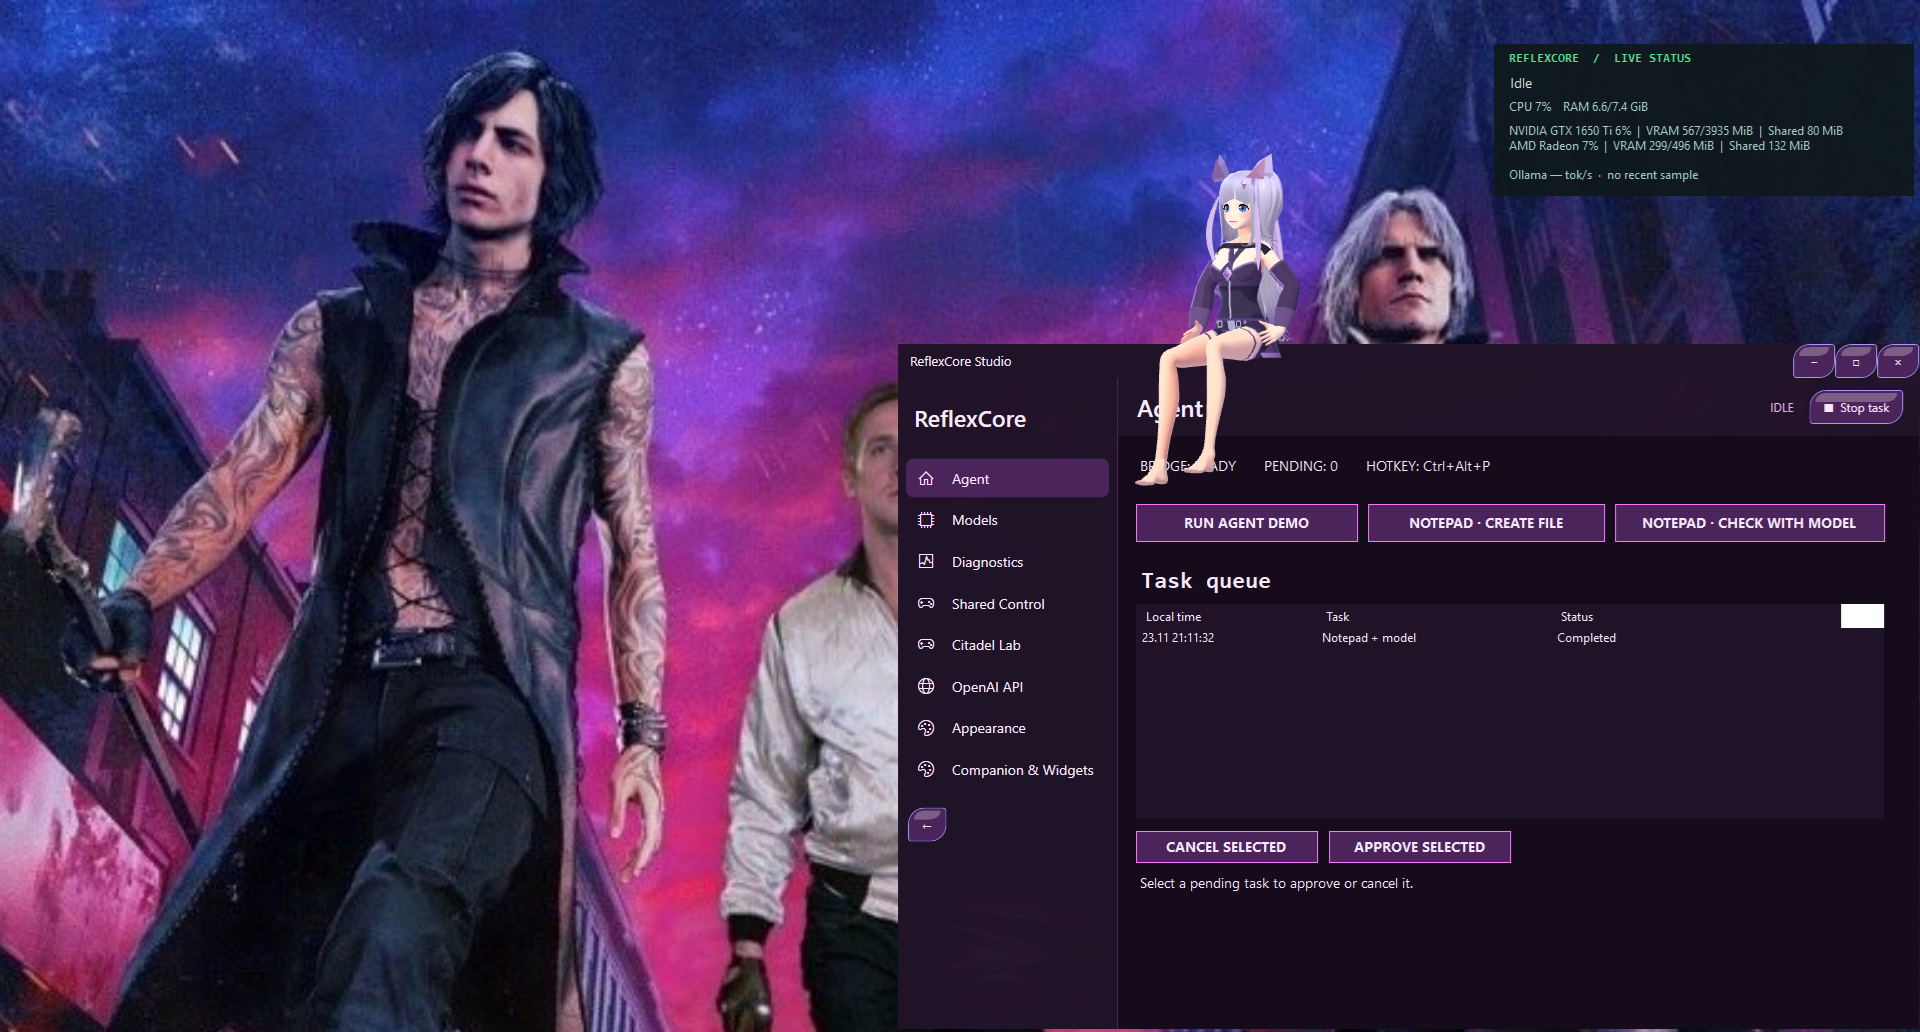 REFLEXCORE / LIVE STATUS
Idle
CPU 7% RAM 6.6/7.4 GiB
NVIDIA GTX 1650 Ti 6% | VRAM 567/3935 MiB | Shared 80 MiB
AMD Radeon 7% | VRAM 299/496 MiB | Shared 132 MiB
Ollama — tok/s · no recent sample
ReflexCore Studio
ReflexCore
Agent
Models
Diagnostics
Shared Control
Citadel Lab
OpenAI API
Appearance
Companion & Widgets
←
Agent
IDLE
Stop task
PENDING: 0 HOTKEY: Ctrl+Alt+P
RUN AGENT DEMO
NOTEPAD · CREATE FILE
NOTEPAD · CHECK WITH MODEL
Task queue
Local time Task Status
23.11 21:11:32 Notepad + model Completed
CANCEL SELECTED
APPROVE SELECTED
Select a pending task to approve or cancel it.